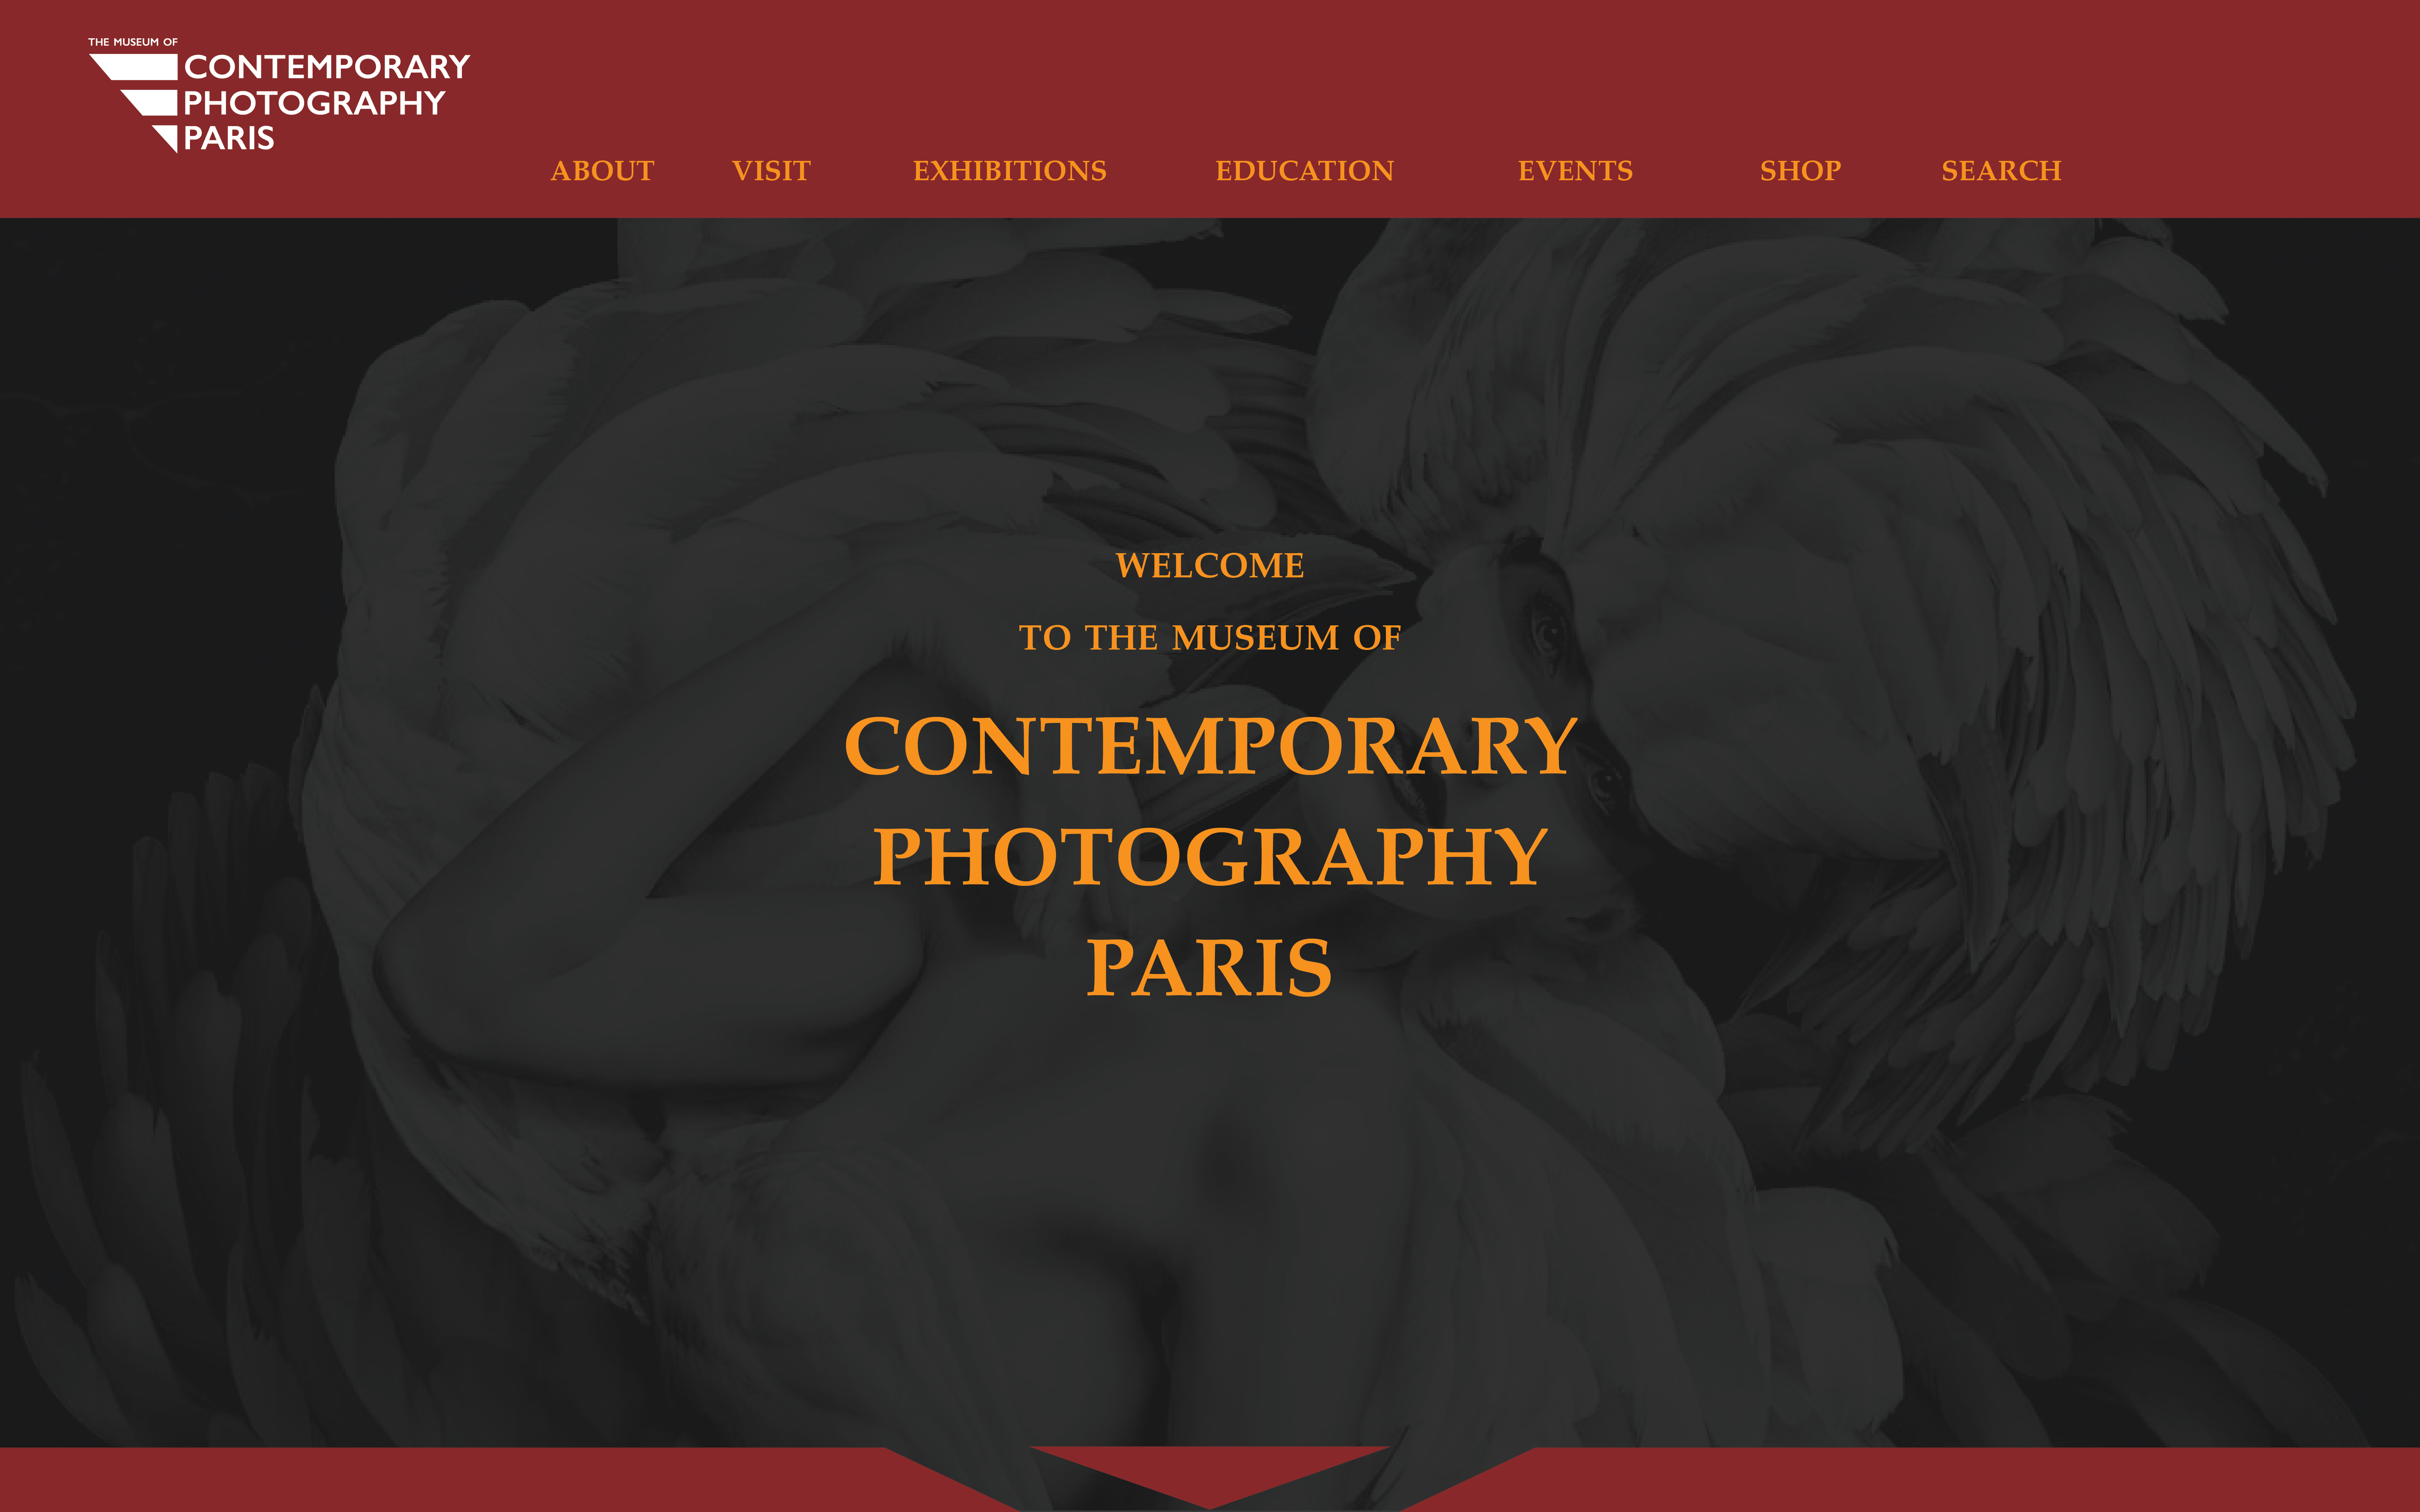 THE MUSEUM OF
CONTEMPORARY
PHOTOGRAPHY
PARIS
ABOUT VISIT EXHIBITIONS EDUCATION EVENTS SHOP SEARCH
WELCOME
TO THE MUSEUM OF
CONTEMPORARY
PHOTOGRAPHY
PARIS